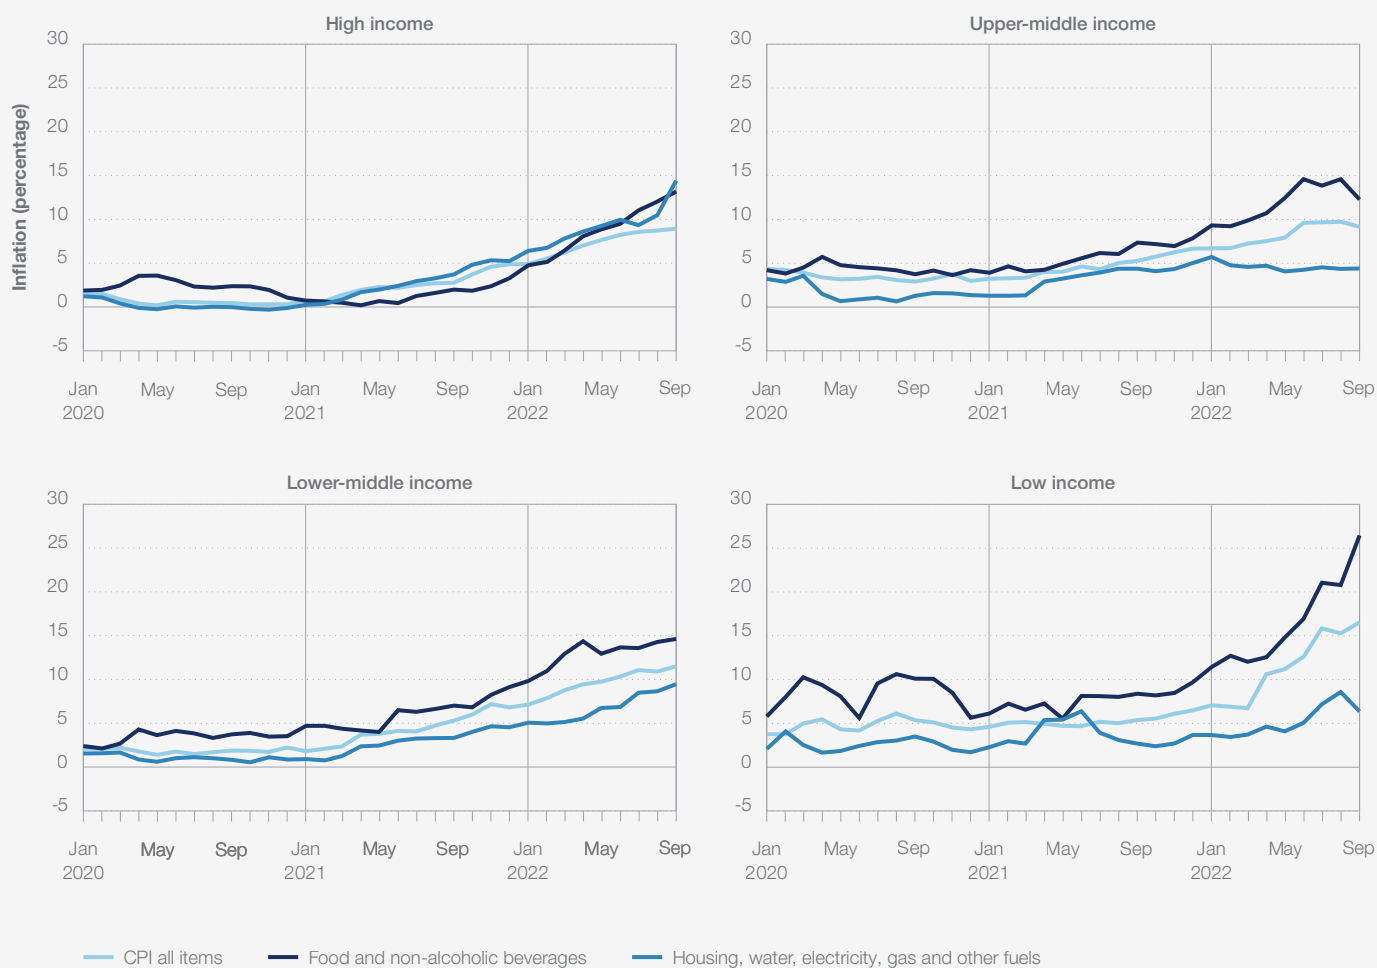 High income
Inflation (percentage)
30
25
20
15
10
5
0
-5
Jan May Sep Jan May Sep Jan May Sep
2020 2021 2022
Upper-middle income
30
25
20
15
10
5
0
-5
Jan May Sep Jan May Sep Jan May Sep
2020 2021 2022
Lower-middle income
30
25
20
15
10
5
0
-5
Jan May Sep Jan May Sep Jan May Sep
2020 2021 2022
Low income
30
25
20
15
10
5
0
-5
Jan May Sep Jan May Sep Jan May Sep
2020 2021 2022
CPI all items Food and non-alcoholic beverages Housing, water, electricity, gas and other fuels